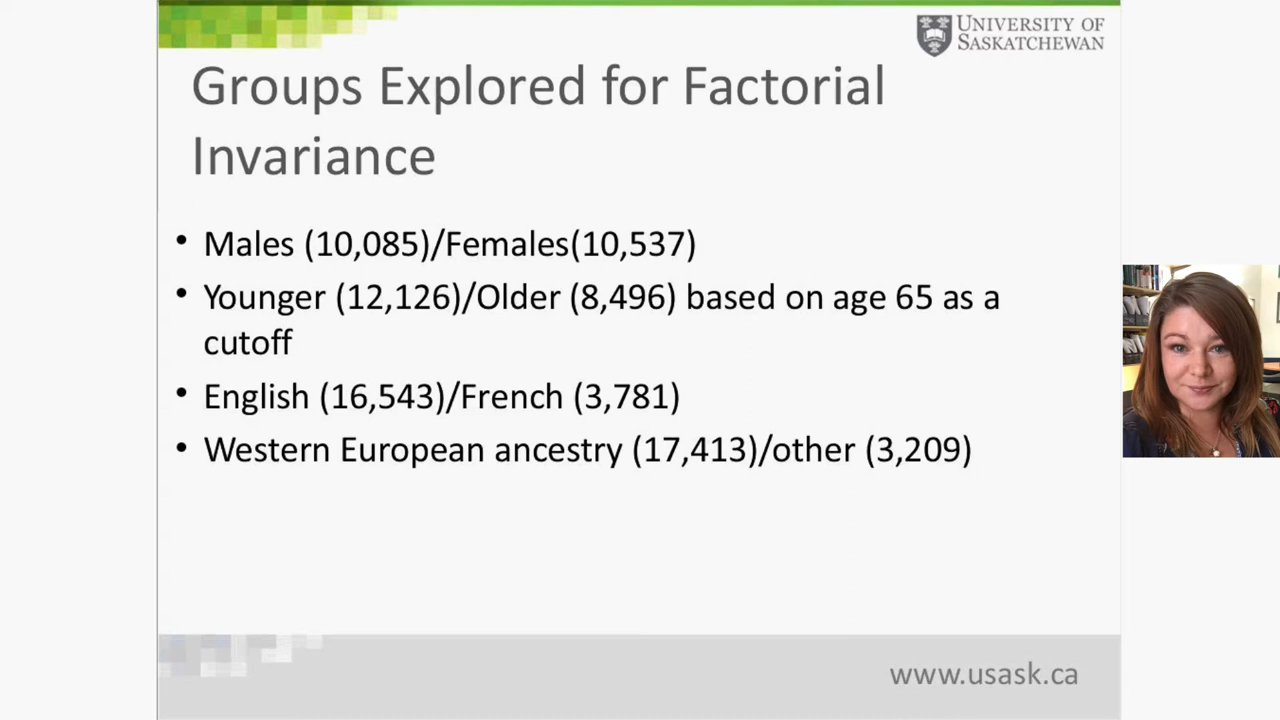 UNIVERSITY OF
SASKATCHEWAN
Groups Explored for Factorial
Invariance
• Males (10,085)/Females(10,537)
• Younger (12,126)/Older (8,496) based on age 65 as a
cutoff
• English (16,543)/French (3,781)
• Western European ancestry (17,413)/other (3,209)
www.usask.ca